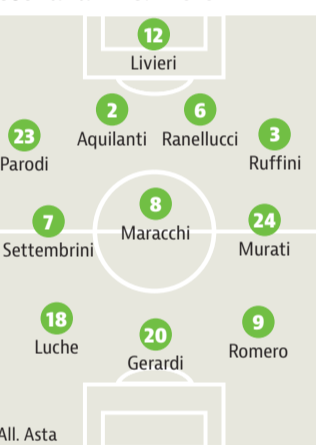 12
Livieri
2
Aquilanti
6
Ranellucci
23
Parodi
3
Ruffini
7
Settembrini
8
Maracchi
24
Murati
18
Luche
20
Gerardi
9
Romero
All. Asta